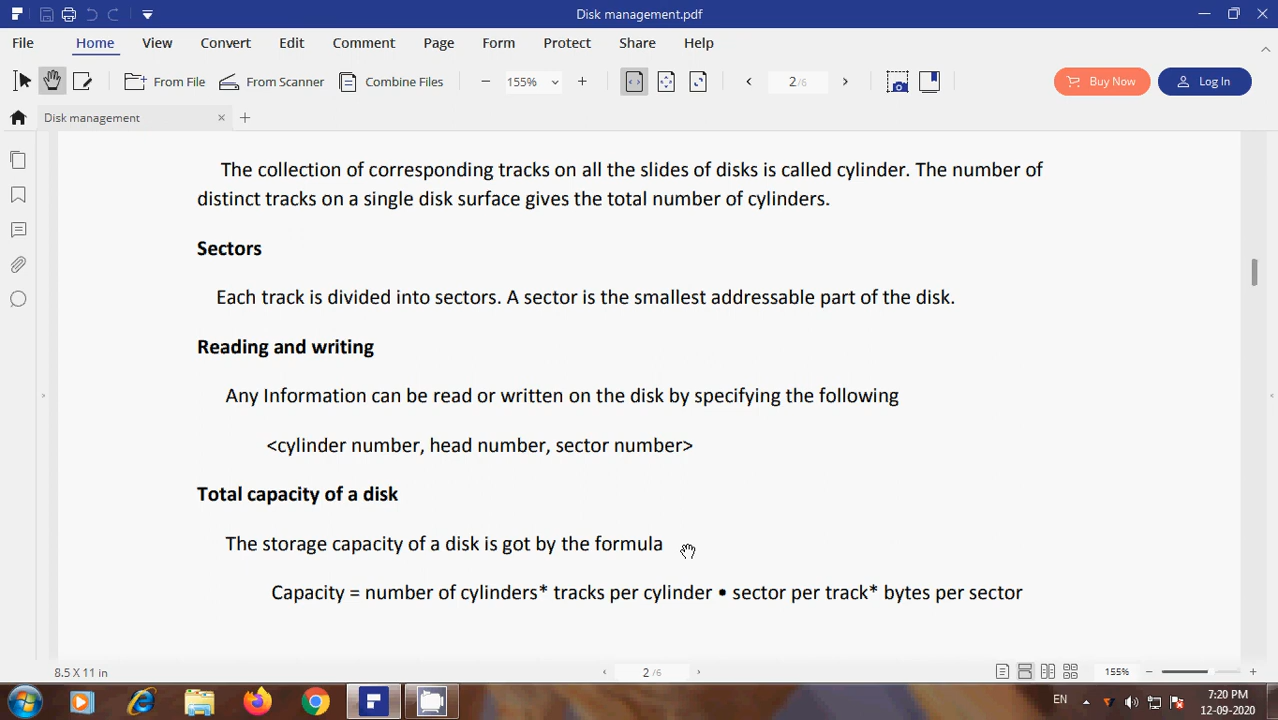 Disk management.pdf
File Home View Convert Edit Comment Page Form Protect Share Help
From File From Scanner Combine Files 155% 2/6 Buy Now Log In
Disk management
The collection of corresponding tracks on all the slides of disks is called cylinder. The number of
distinct tracks on a single disk surface gives the total number of cylinders.
Sectors
Each track is divided into sectors. A sector is the smallest addressable part of the disk.
Reading and writing
Any Information can be read or written on the disk by specifying the following
<cylinder number, head number, sector number>
Total capacity of a disk
The storage capacity of a disk is got by the formula
Capacity = number of cylinders* tracks per cylinder • sector per track* bytes per sector
8.5 X 11 in 2 /6 155%
EN 7:20 PM
12-09-2020